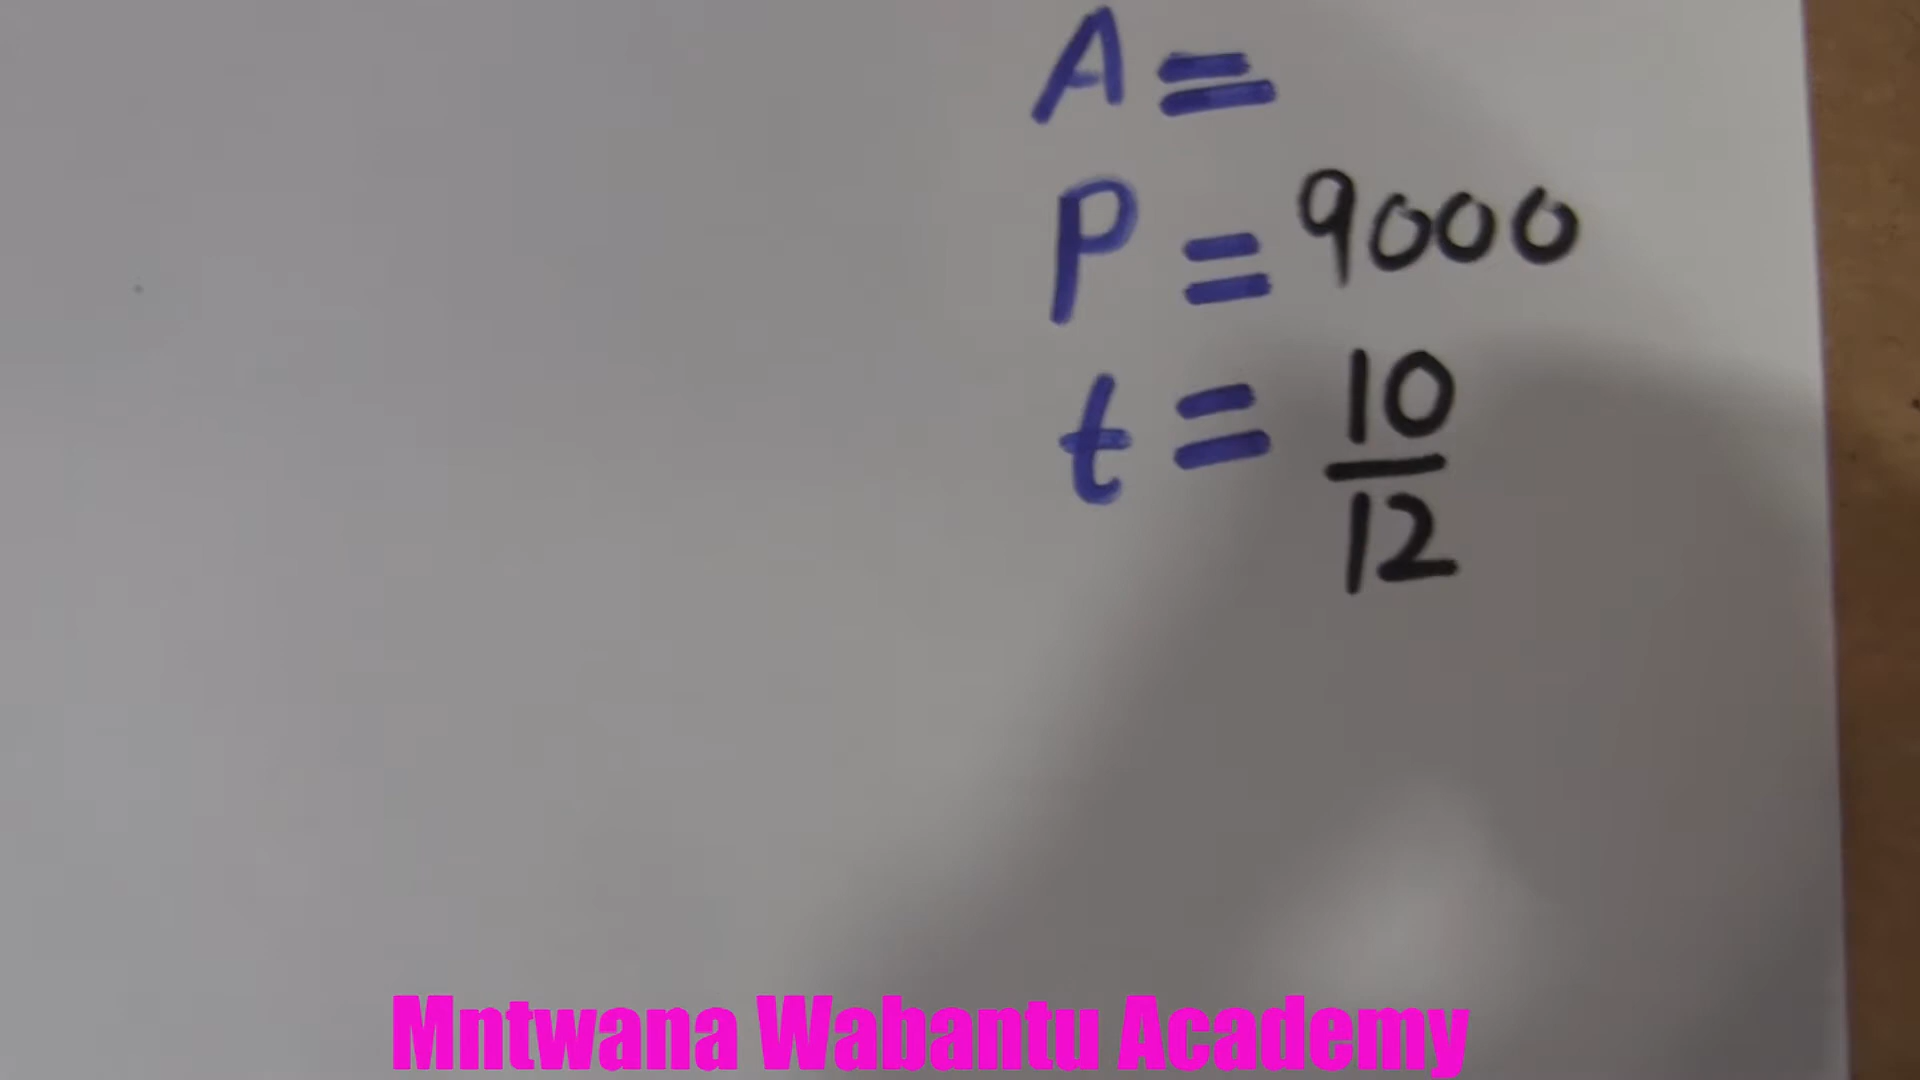 A =
P = 9000
t = 10/12
Mntwana Wabantu Academy